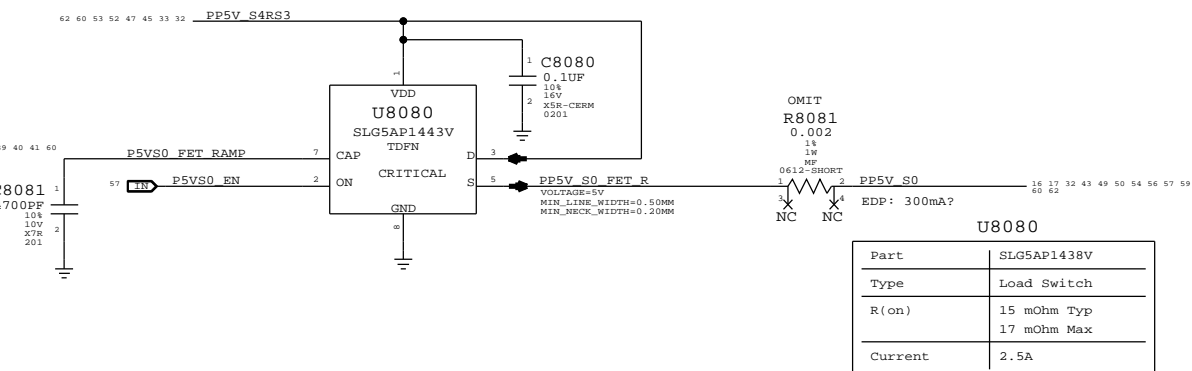 62 60 53 52 47 45 33 32 PP5V_S4RS3
1
VDD
U8080
SLG5AP1443V
TDFN
CRITICAL
CAP
ON
D
S
GND
7
2
3
5
8
1 C8080
0.1UF
10%
16V
2 X5R-CERM
0201
39 40 41 60
P5VS0_FET_RAMP
57 IN P5VS0_EN
8081 1
700PF
10%
10V
X7R 2
201
PP5V_S0_FET_R
VOLTAGE=5V
MIN_LINE_WIDTH=0.50MM
MIN_NECK_WIDTH=0.20MM
OMIT
R8081
0.002
1%
1W
MF
0612-SHORT
1 2
3 4
NC NC
PP5V_S0
EDP: 300mA?
16 17 32 43 49 50 54 56 57 59
60 62
U8080
Part SLG5AP1438V
Type Load Switch
R(on) 15 mOhm Typ
17 mOhm Max
Current 2.5A